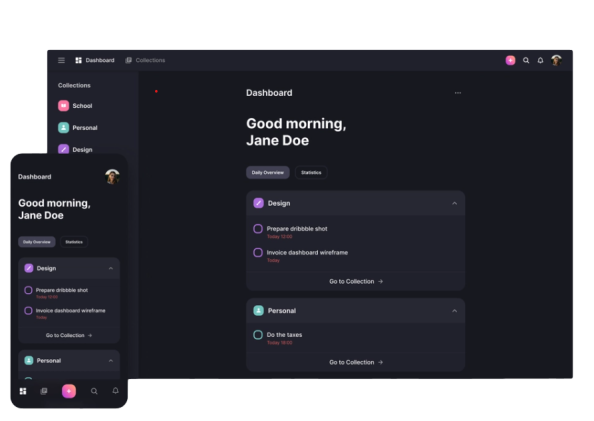 Dashboard
Collections
Collections
School
Personal
Design
Dashboard
Good morning,
Jane Doe
Daily Overview
Statistics
Design
Prepare dribbble shot
Today 12:00
Invoice dashboard wireframe
Today
Go to Collection →
Personal
Do the taxes
Today 16:00
Go to Collection →
Dashboard
Good morning,
Jane Doe
Daily Overview
Statistics
Design
Prepare dribbble shot
Today 12:00
Invoice dashboard wireframe
Today
Go to Collection →
Personal